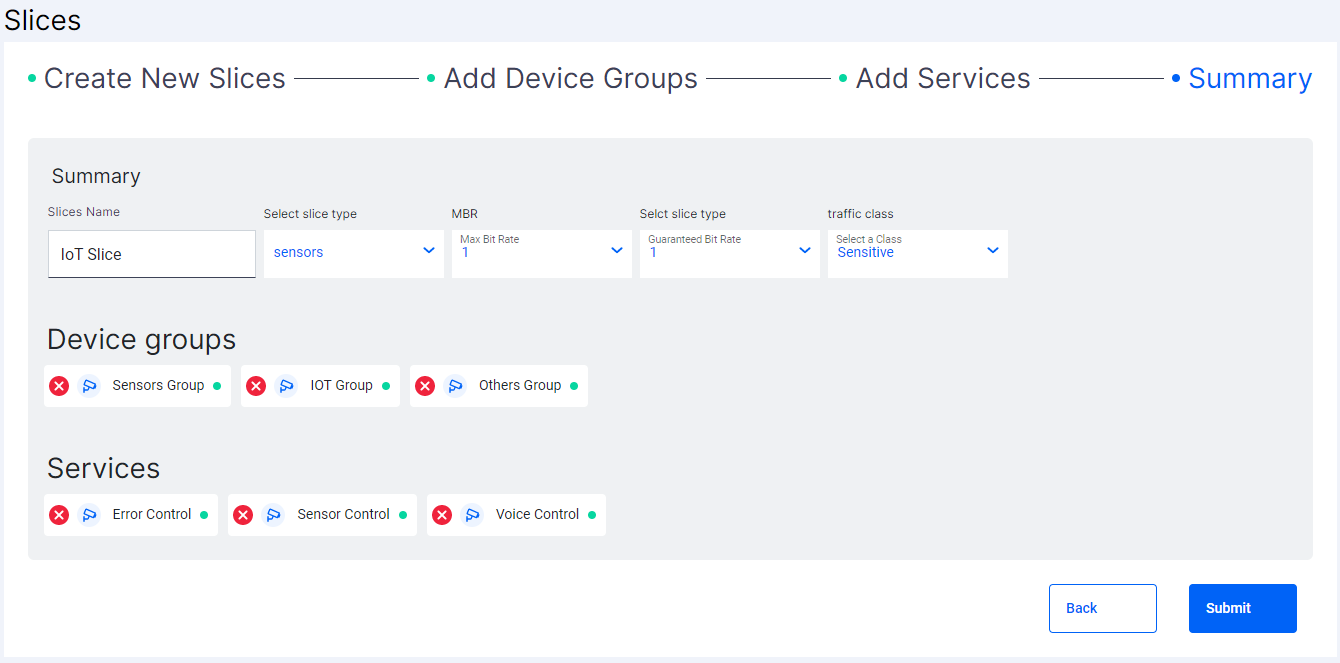 Slices
Create New Slices Add Device Groups Add Services Summary
Summary
Slices Name Select slice type MBR Selct slice type traffic class
IoT Slice sensors Max Bit Rate 1 Guaranteed Bit Rate 1 Select a Class Sensitive
Device groups
Sensors Group IOT Group Others Group
Services
Error Control Sensor Control Voice Control
Back Submit